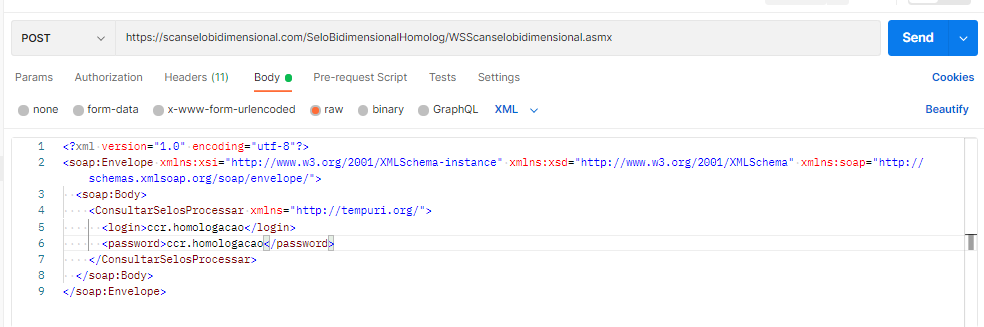 POST
https://scanselobidimensional.com/SeloBidimensionalHomolog/WSScanselobidimensional.asmx
Send
Params
Authorization
Headers (11)
Body
Pre-request Script
Tests
Settings
Cookies
none
form-data
x-www-form-urlencoded
raw
binary
GraphQL
XML
Beautify
1 <?xml version="1.0" encoding="utf-8"?>
2 <soap:Envelope xmlns:xsi="http://www.w3.org/2001/XMLSchema-instance" xmlns:xsd="http://www.w3.org/2001/XMLSchema" xmlns:soap="http://
schemas.xmlsoap.org/soap/envelope/">
3 <soap:Body>
4 <ConsultarSelosProcessar xmlns="http://tempuri.org/">
5 <login>ccr.homologacao</login>
6 <password>ccr.homologacao</password>
7 </ConsultarSelosProcessar>
8 </soap:Body>
9 </soap:Envelope>